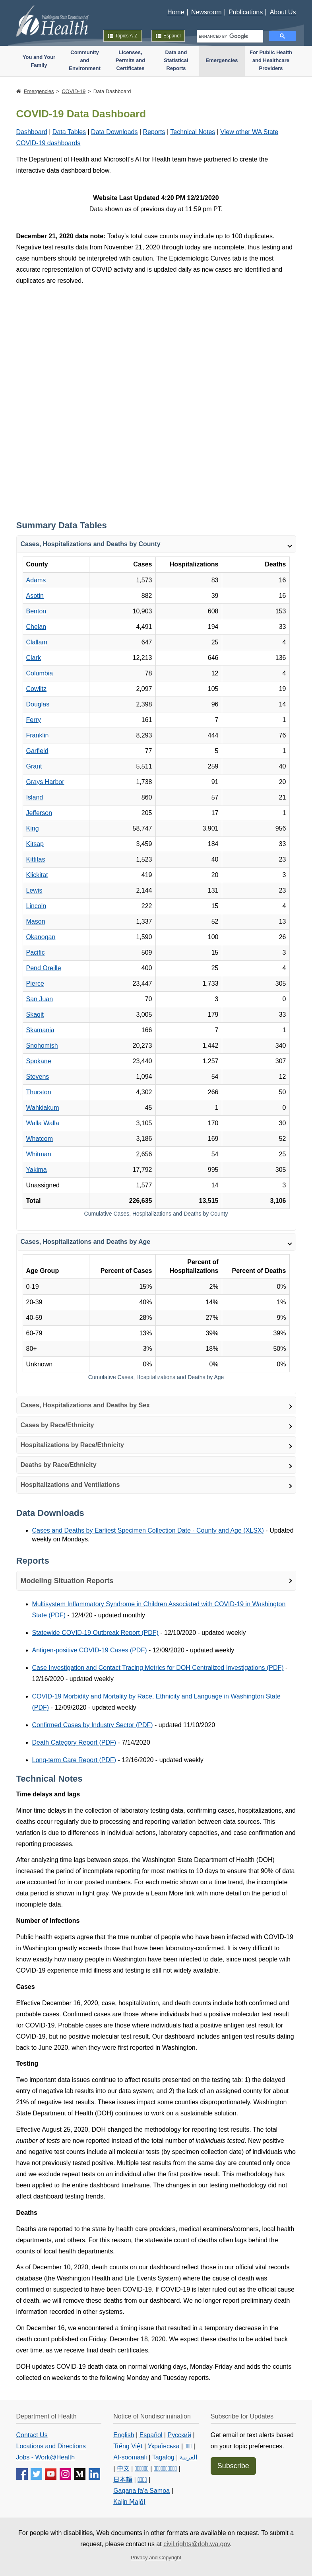 Washington State Department of
Health
Home Newsroom Publications About Us
Topics A-Z Español ENHANCED BY Google
You and Your Family
Community and Environment
Licenses, Permits and Certificates
Data and Statistical Reports
Emergencies
For Public Health and Healthcare Providers
Emergencies > COVID-19 > Data Dashboard
COVID-19 Data Dashboard
Dashboard | Data Tables | Data Downloads | Reports | Technical Notes | View other WA State
COVID-19 dashboards
The Department of Health and Microsoft's AI for Health team have partnered to create the
interactive data dashboard below.
Website Last Updated 4:20 PM 12/21/2020
Data shown as of previous day at 11:59 pm PT.
December 21, 2020 data note: Today's total case counts may include up to 200 duplicates.
Negative test results data from November 21, 2020 through today are incomplete, thus testing and case
numbers should be interpreted with caution. The Epidemiologic Curves tab is the most
accurate representation of COVID activity and is updated daily as new cases are identified and
duplicates are resolved.
Summary Data Tables
Cases, Hospitalizations and Deaths by County
County Cases Hospitalizations Deaths
Adams 1,573 83 16
Asotin 882 39 16
Benton 10,903 608 153
Chelan 4,491 194 33
Clallam 647 25 4
Clark 12,213 646 136
Columbia 78 12 4
Cowlitz 2,097 105 19
Douglas 2,398 96 14
Ferry 161 7 1
Franklin 8,293 444 76
Garfield 77 5 1
Grant 5,511 259 40
Grays Harbor 1,738 91 20
Island 860 57 21
Jefferson 205 17 1
King 58,747 3,901 956
Kitsap 3,459 184 33
Kittitas 1,523 40 23
Klickitat 419 20 3
Lewis 2,144 131 23
Lincoln 222 15 4
Mason 1,337 52 13
Okanogan 1,590 100 26
Pacific 509 15 3
Pend Oreille 400 25 4
Pierce 23,447 1,733 305
San Juan 70 3 0
Skagit 3,005 179 33
Skamania 166 7 1
Snohomish 20,273 1,442 340
Spokane 23,440 1,257 307
Stevens 1,094 54 12
Thurston 4,302 266 50
Wahkiakum 45 1 0
Walla Walla 3,105 170 30
Whatcom 3,186 169 52
Whitman 2,656 54 25
Yakima 17,792 995 305
Unassigned 1,577 14 3
Total 226,635 13,515 3,106
Cumulative Cases, Hospitalizations and Deaths by County
Cases, Hospitalizations and Deaths by Age
Age Group Percent of Cases Percent of Hospitalizations Percent of Deaths
0-19 15% 2% 0%
20-39 40% 14% 1%
40-59 28% 27% 9%
60-79 13% 39% 39%
80+ 3% 18% 50%
Unknown 0% 0% 0%
Cumulative Cases, Hospitalizations and Deaths by Age
Cases, Hospitalizations and Deaths by Sex
Cases by Race/Ethnicity
Hospitalizations by Race/Ethnicity
Deaths by Race/Ethnicity
Hospitalizations and Ventilations
Data Downloads
Cases and Deaths by Earliest Specimen Collection Date - County and Age (XLSX) - Updated
weekly on Mondays.
Reports
Modeling Situation Reports
Multisystem Inflammatory Syndrome in Children Associated with COVID-19 in Washington
State (PDF) - 12/4/20 - updated monthly
Statewide COVID-19 Outbreak Report (PDF) - 12/10/2020 - updated weekly
Antigen-positive COVID-19 Cases (PDF) - 12/09/2020 - updated weekly
Case Investigation and Contact Tracing Metrics for DOH Centralized Investigations (PDF) -
12/16/2020 - updated weekly
COVID-19 Morbidity and Mortality by Race, Ethnicity and Language in Washington State
(PDF) - 12/09/2020 - updated weekly
Confirmed Cases by Industry Sector (PDF) - updated 11/10/2020
Death Category Report (PDF) - 7/14/2020
Long-term Care Report (PDF) - 12/16/2020 - updated weekly
Technical Notes
Time delays and lags
Minor time delays in the collection of laboratory testing data, confirming cases, hospitalizations, and
occur regularly due to processing and reporting variation between data sources. This
amount of delay can be different in individual actions, laboratory capacities, and case confirmation and
reporting processes.
After analyzing time lags between steps, the Washington State Department of Health (DOH)
increased the period of incomplete reporting for most metrics to 10 days to ensure that 90% of all data
points are complete after being reported. The exact date range for each metric with incomplete
data period is shown in light gray. We provide a Learn More link with more detail on the period of
incomplete data.
Number of infections
Public health experts agree that the true number of people who have been infected with COVID-19
in Washington greatly exceeds those that have been laboratory-confirmed. It is very difficult to
know exactly how many people in Washington have been infected to date, since most people with
COVID-19 experience mild illness and testing is still not widely available.
Cases
Effective December 16, 2020, case, hospitalization, and death counts include both confirmed and
probable cases. Confirmed cases are those where individuals received a positive molecular test result
for COVID-19. Probable cases are those where individuals received a positive antigen test result for
COVID-19, but no positive molecular test result. Our dashboard includes antigen test results dating
back to June 2020, when they were first reported in Washington.
Testing
Two important data issues continue to affect testing results. These are: 1) a delay in entering
negative results due to data entry backlogs into our data system; and 2) the lack of an assigned
county for about 21% of negative tests. These issues impact some counties disproportionately. Washington
State Department of Health (DOH) continues to work on a sustainable solution.
Effective August 25, 2020, DOH changed the methodology for reporting testing results. The total
number of tests are now reported instead of the total number of individuals tested. Now positive
and negative test counts include all molecular tests (by specimen collection date) of individuals who
have not previously tested positive. Multiple test results from the same day are counted only once
and we exclude repeat tests on an individual after the first positive test result. This methodology has
been applied to the entire history of testing data. The changes in our testing methodology did not
affect death counting testing trends.
Deaths
Deaths are reported to the state by health care providers, medical examiners/coroners, local health
departments, and others. For this reason, the statewide count of deaths often lags behind the
counts of local health departments.
As of December 10, 2020, death counts on our dashboard reflect those in our official vital records
database (the Washington Health and Life Events System) where the cause of death was
confirmed or suspected to have been COVID-19. If COVID-19 is later ruled out as the official cause of
death, we will remove these deaths from our publicly available data. We no longer report preliminary
death information recorded in other systems.
On December 16, we encountered a timing issue that resulted in an overly large increase in the
death count published on Friday, December 18, 2020. We expect these deaths to be added back
over time, as we receive final death certificates.
DOH updates COVID-19 death data on normal working days, Monday-Friday and as the counts
settled on weekends to the following Monday and Tuesday reports.
Department of Health
Contact Us
Locations and Directions
Jobs - Work@Health
Notice of Nondiscrimination
English | Español | Русский |
Tiếng Việt | Українська |
Af-soomaali | Tagalog | العربية
| 中文 |
日本語 |
Gagana fa'a Samoa |
Kajin Majôl
Subscribe for Updates
Get email or text alerts based
on your topic preferences.
Subscribe
For people with disabilities, Web documents in other formats are available on request. To submit a
request, please contact us at civil.rights@doh.wa.gov.
Privacy and Copyright